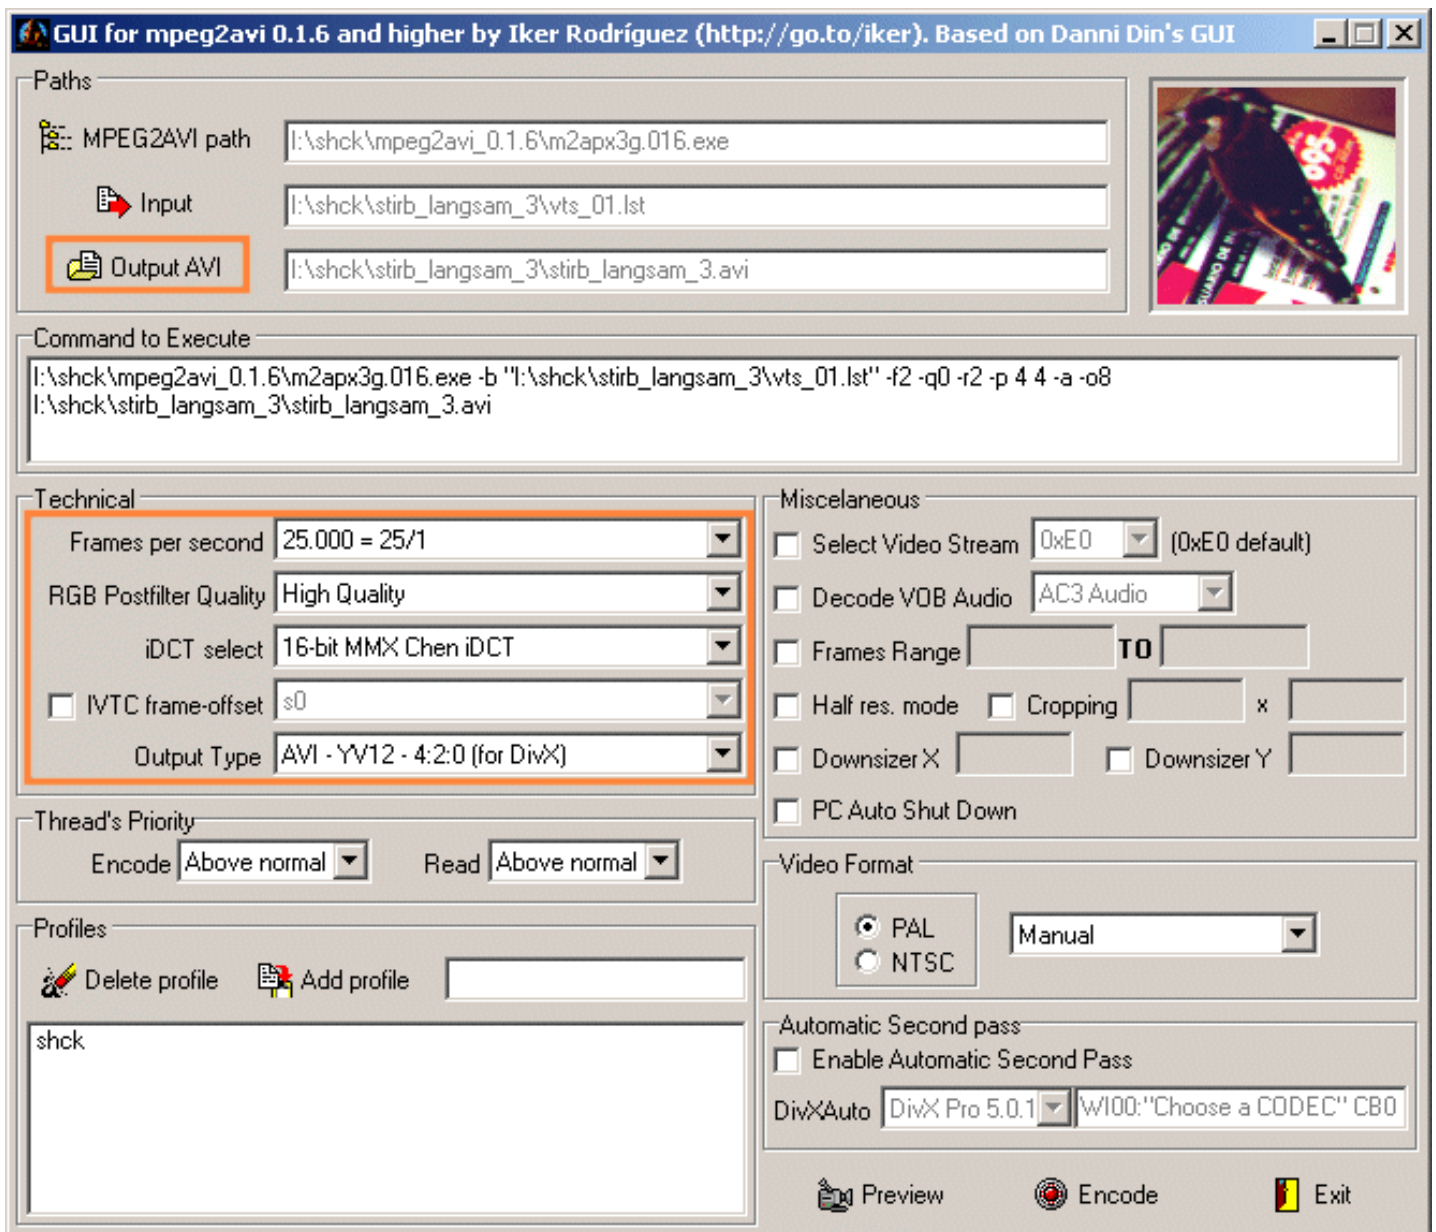 GUI for mpeg2avi 0.1.6 and higher by Iker Rodríguez (http://go.to/iker). Based on Danni Din's GUI
Paths
MPEG2AVI path
I:\shck\mpeg2avi_0.1.6\m2apx3g.016.exe
Input
I:\shck\stirb_langsam_3\vts_01.lst
Output AVI
I:\shck\stirb_langsam_3\stirb_langsam_3.avi
095
Command to Execute
I:\shck\mpeg2avi_0.1.6\m2apx3g.016.exe -b "I:\shck\stirb_langsam_3\vts_01.lst" -f2 -q0 -r2 -p 4 4 -a -o8
I:\shck\stirb_langsam_3\stirb_langsam_3.avi
Technical
Frames per second 25.000 = 25/1
RGB Postfilter Quality High Quality
iDCT select 16-bit MMX Chen iDCT
IVTC frame-offset s0
Output Type AVI - YV12 - 4:2:0 (for DivX)
Thread's Priority
Encode Above normal Read Above normal
Profiles
Delete profile Add profile
shck
Miscelaneous
Select Video Stream 0xE0 (0xE0 default)
Decode VOB Audio AC3 Audio
Frames Range TO
Half res. mode Cropping x
Downsizer X Downsizer Y
PC Auto Shut Down
Video Format
PAL
NTSC
Manual
Automatic Second pass
Enable Automatic Second Pass
DivXAuto DivX Pro 5.0.1 WI00:"Choose a CODEC" CB0
Preview Encode Exit